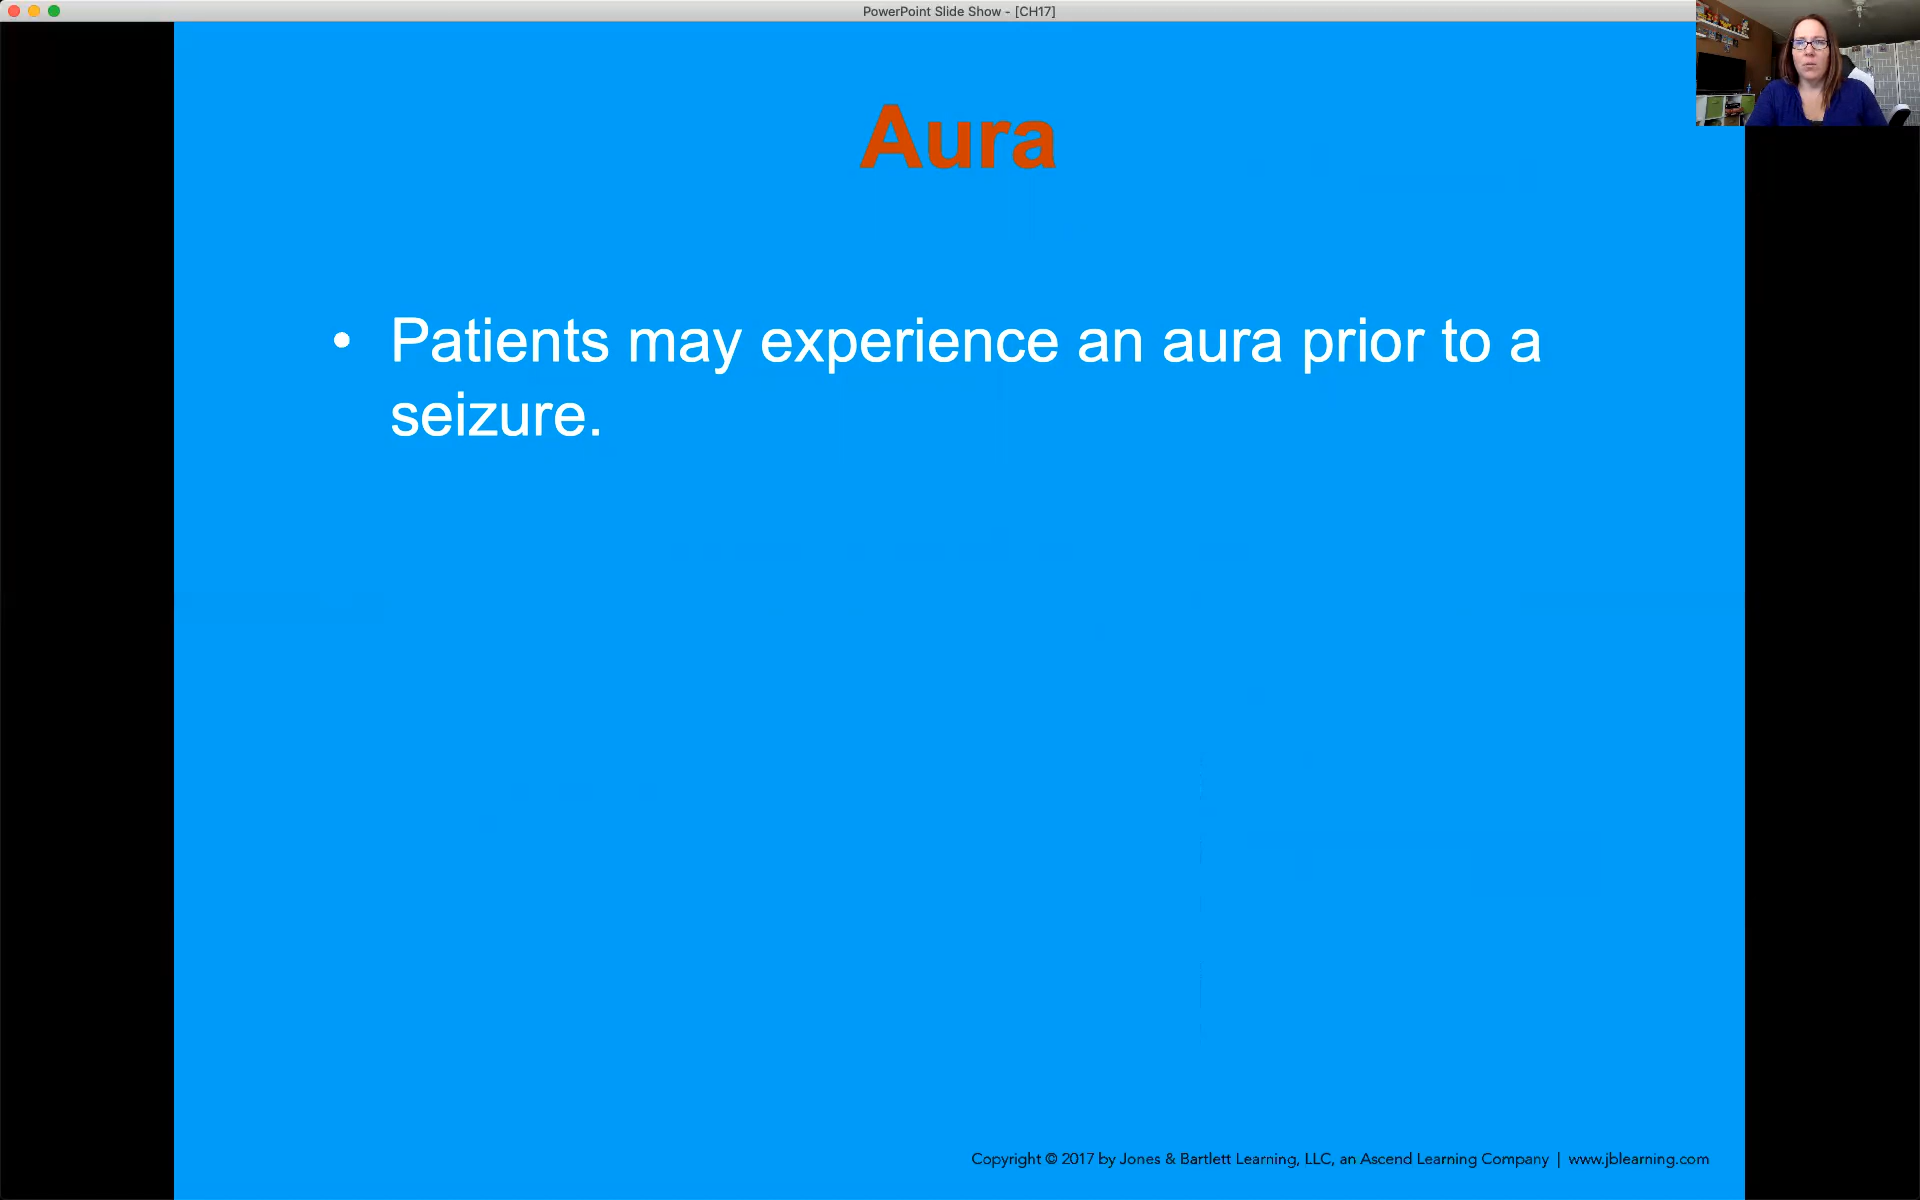 PowerPoint Slide Show - [CH17]
Aura
• Patients may experience an aura prior to a
seizure.
Copyright © 2017 by Jones & Bartlett Learning, LLC, an Ascend Learning Company | www.jblearning.com